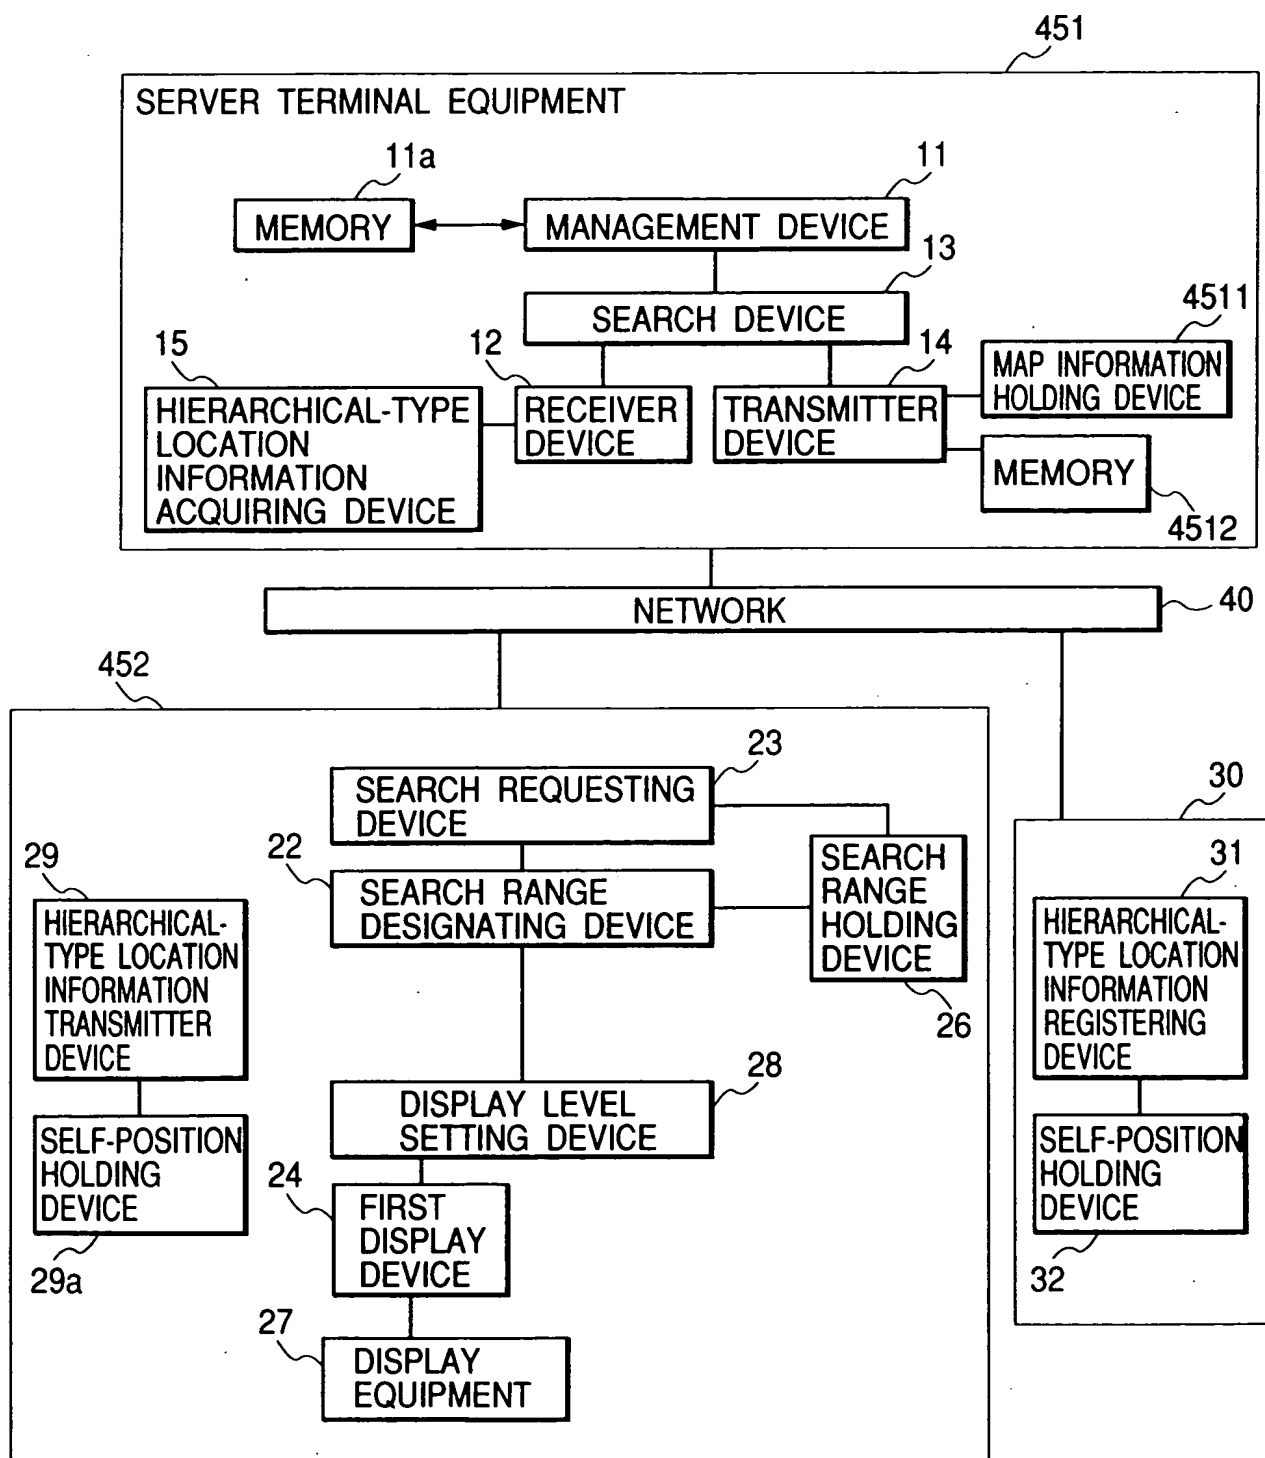 451
SERVER TERMINAL EQUIPMENT
11a
11
MEMORY
MANAGEMENT DEVICE
13
SEARCH DEVICE
4511
MAP INFORMATION
HOLDING DEVICE
15
12
14
HIERARCHICAL-TYPE
LOCATION
INFORMATION
ACQUIRING DEVICE
RECEIVER
DEVICE
TRANSMITTER
DEVICE
MEMORY
4512
NETWORK
40
452
23
SEARCH REQUESTING
DEVICE
22
SEARCH RANGE
DESIGNATING DEVICE
SEARCH
RANGE
HOLDING
DEVICE
26
29
HIERARCHICAL-
TYPE LOCATION
INFORMATION
TRANSMITTER
DEVICE
28
DISPLAY LEVEL
SETTING DEVICE
SELF-POSITION
HOLDING
DEVICE
29a
24
FIRST
DISPLAY
DEVICE
27
DISPLAY
EQUIPMENT
30
31
HIERARCHICAL-
TYPE LOCATION
INFORMATION
REGISTERING
DEVICE
SELF-POSITION
HOLDING
DEVICE
32